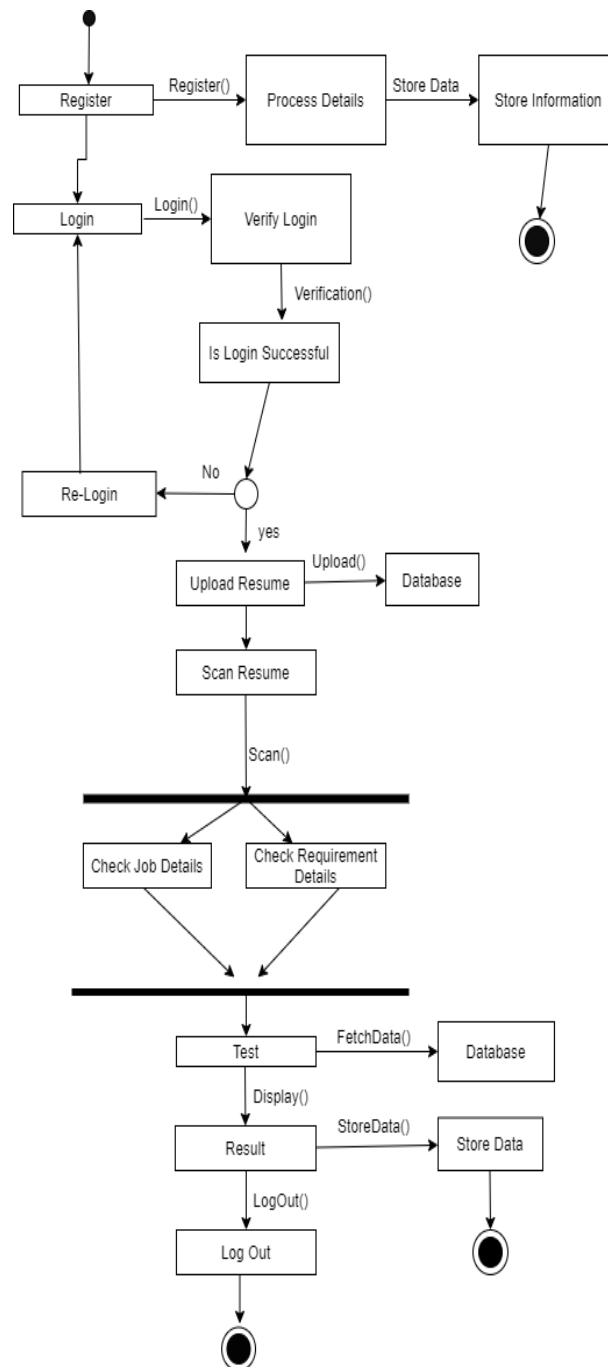 Register
Register()
Process Details
Store Data
Store Information
Login
Login()
Verify Login
Verification()
Is Login Successful
No
Re-Login
yes
Upload Resume
Upload()
Database
Scan Resume
Scan()
Check Job Details
Check Requirement
Details
Test
FetchData()
Database
Display()
Result
StoreData()
Store Data
LogOut()
Log Out